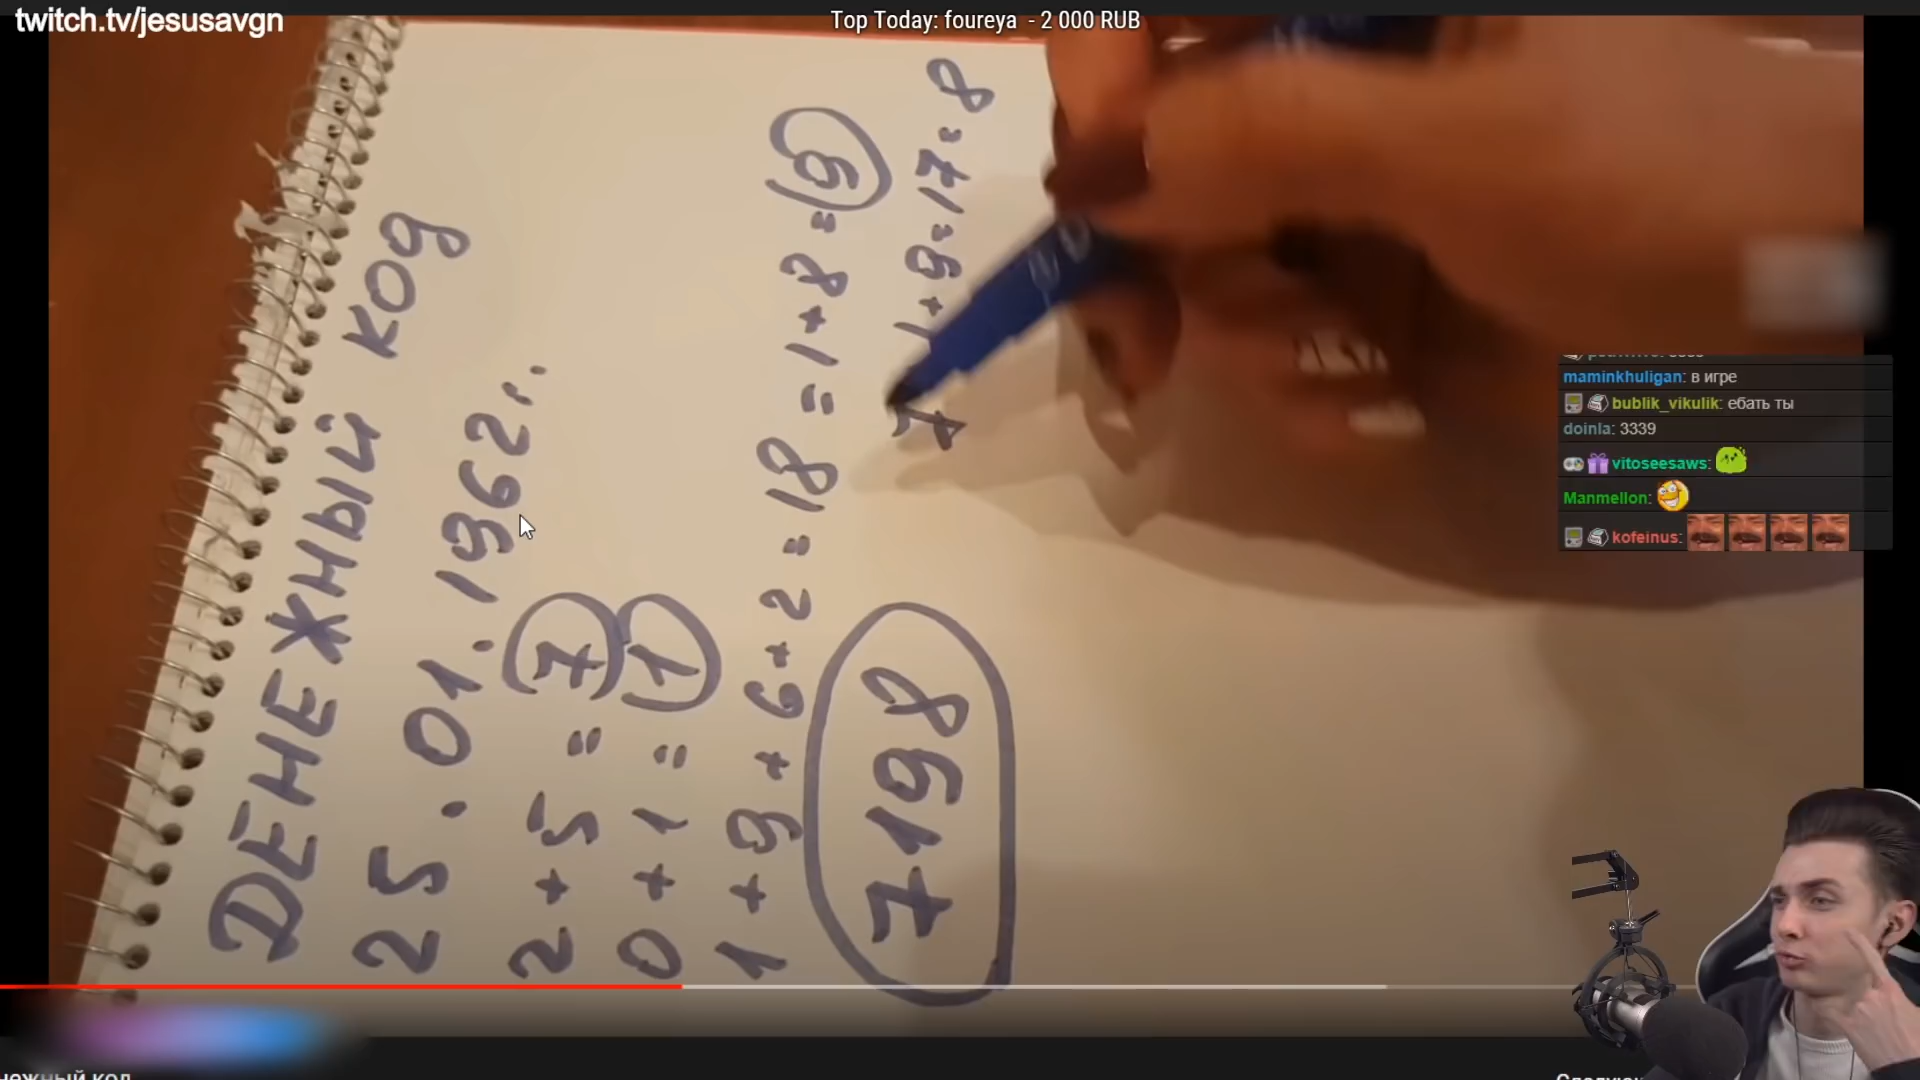 twitch.tv/jesusavgn
Top Today: foureya - 2 000 RUB
ДЕНЕЖНЫЙ КОД
25.01.1962г.
2+5=7
0+1=1
1+9+6+2=18=1+8=9
7 1+9=17=8
7198
maminkhuligan: в игре
bublik_vikulik: ебать ты
doinla: 3339
vitoseesaws:
Manmellon:
kofeinus: